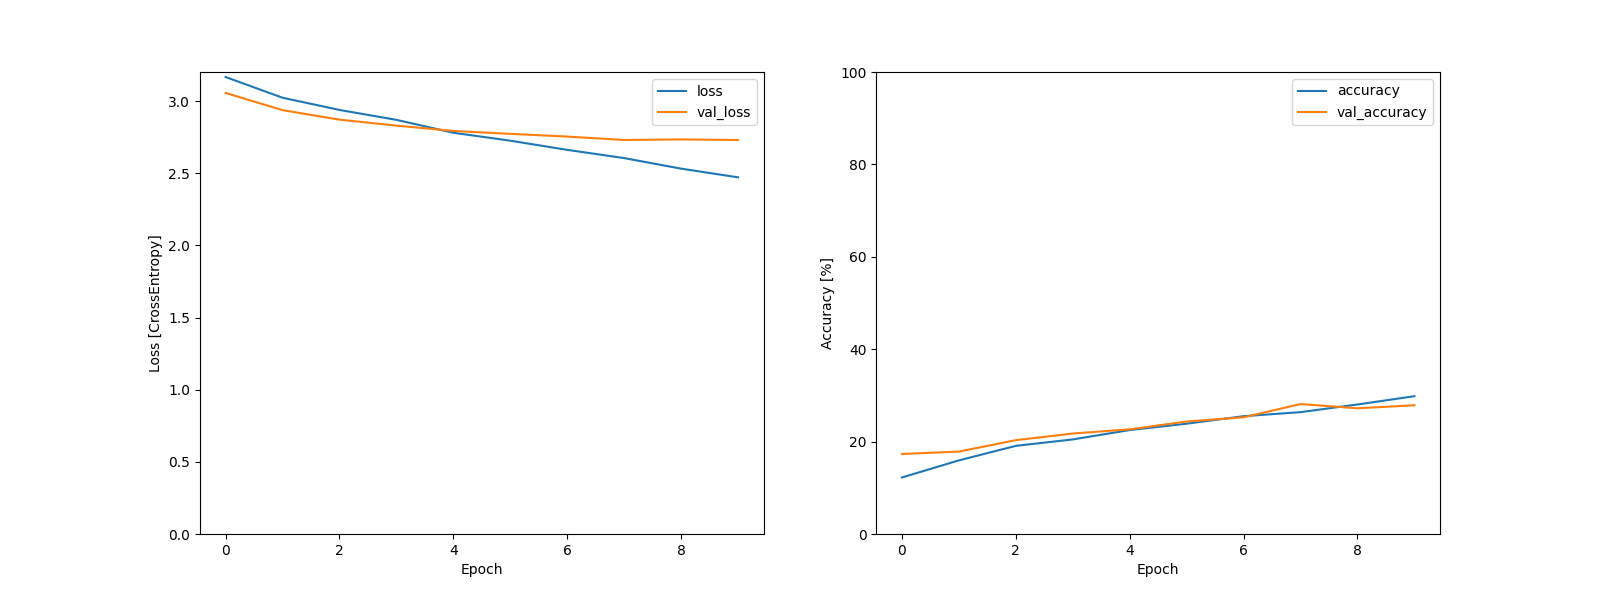 loss
val_loss
3.0
2.5
2.0
1.5
1.0
0.5
0.0
Loss [CrossEntropy]
0 2 4 6 8
Epoch
accuracy
val_accuracy
100
80
60
40
20
0
Accuracy [%]
0 2 4 6 8
Epoch